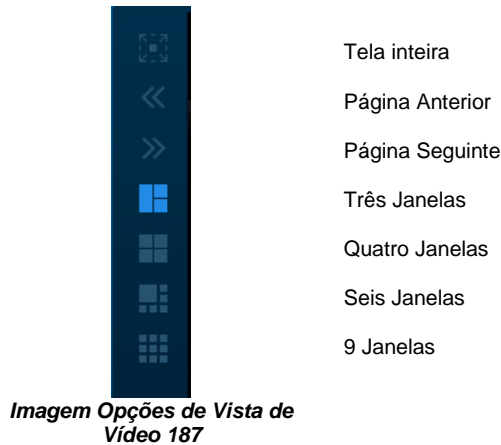 Tela inteira
Página Anterior
Página Seguinte
Três Janelas
Quatro Janelas
Seis Janelas
9 Janelas
Imagem Opções de Vista de
Vídeo 187